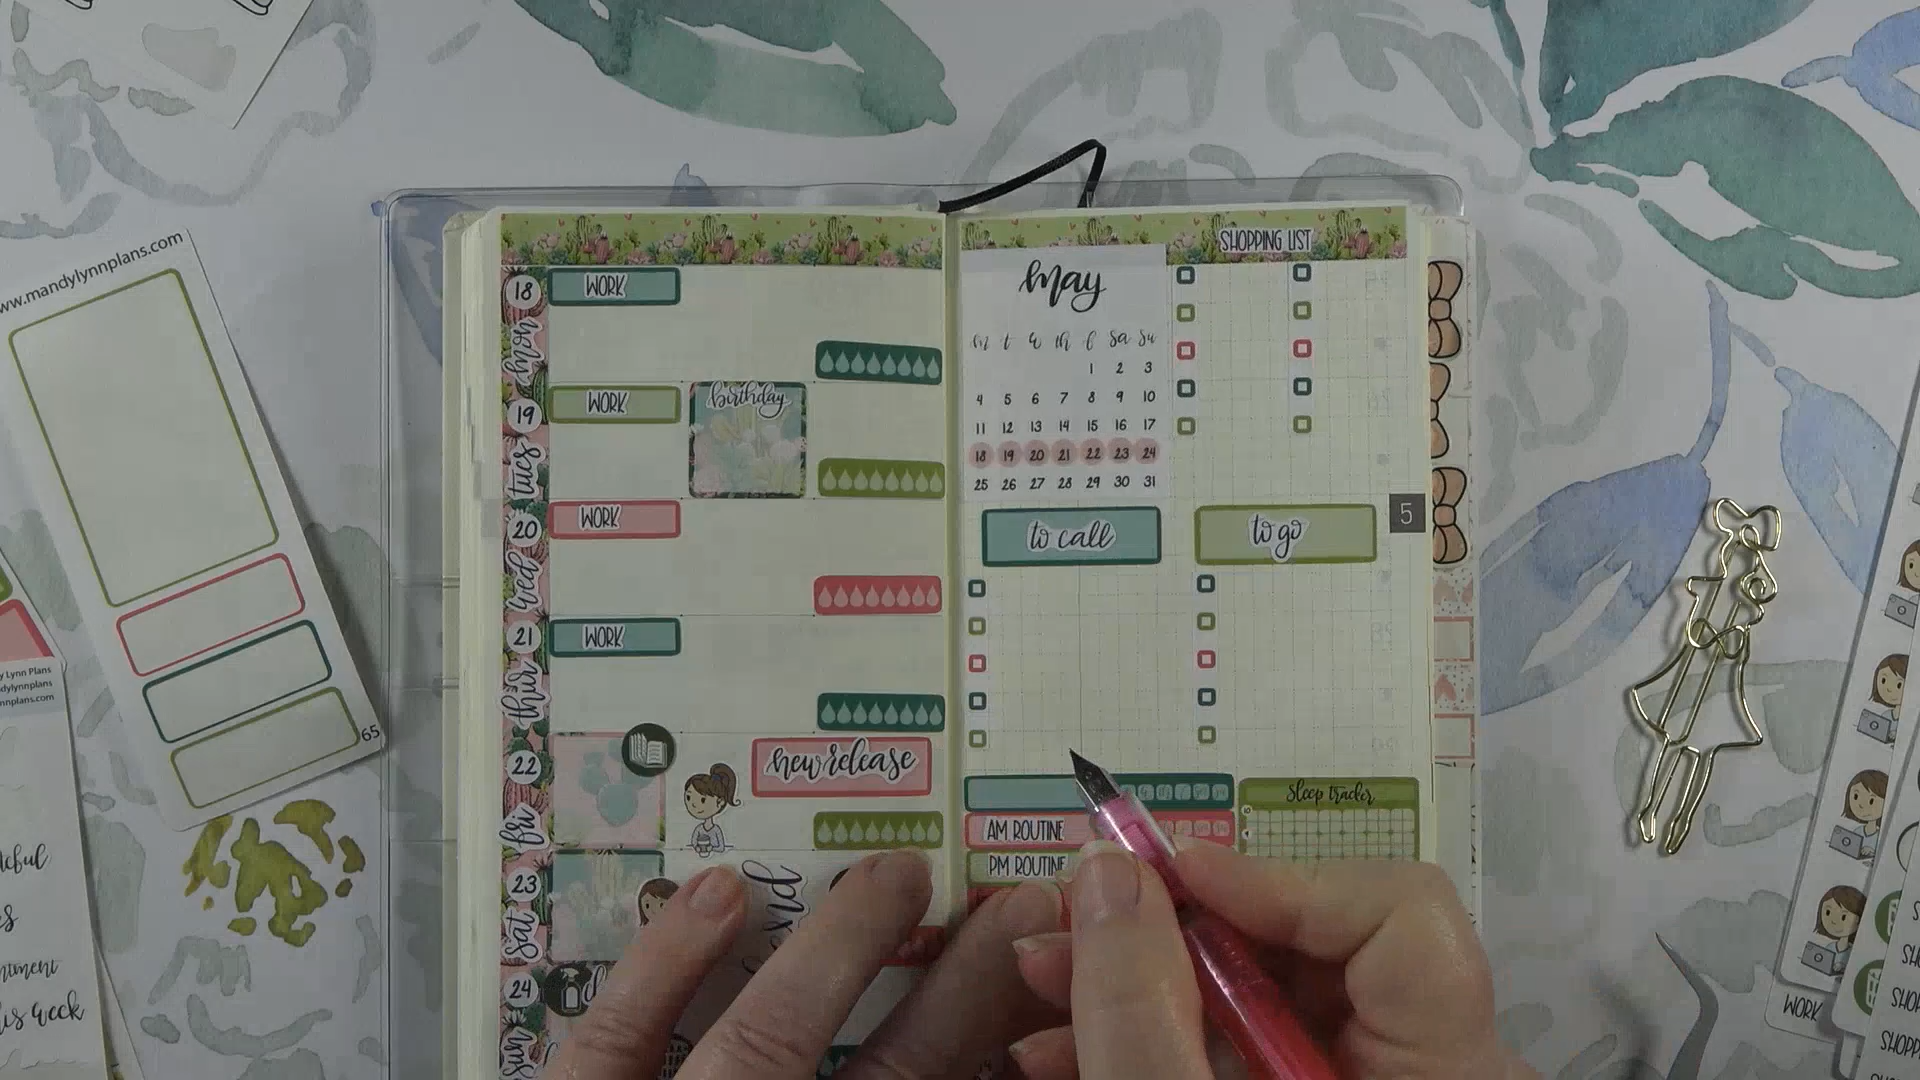 www.mandylynnplans.com
65
y Lynn Plans
18
mon
WORK
19
tues
WORK
birthday
20
wed
WORK
21
thur
WORK
22
fri
new release
23
sat
24
sun
may
m t w th f sa su
1 2 3
4 5 6 7 8 9 10
11 12 13 14 15 16 17
18 19 20 21 22 23 24
25 26 27 28 29 30 31
SHOPPING LIST
to call
to go
5
AM ROUTINE
PM ROUTINE
Sleep tracker
WORK